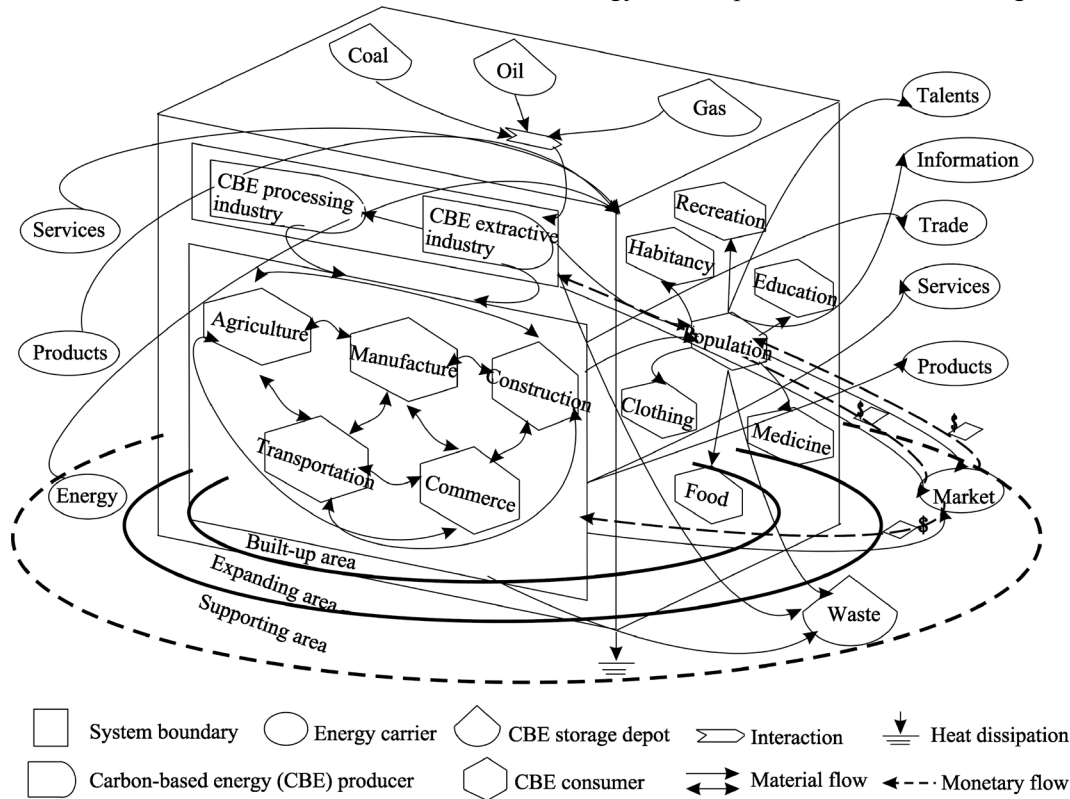 Coal
Oil
Gas
Talents
Information
Trade
Services
Products
CBE processing
industry
CBE extractive
industry
Services
Products
Energy
Recreation
Habitancy
Education
Population
Clothing
Medicine
Food
Agriculture
Manufacture
Construction
Transportation
Commerce
$
$
$
Market
Waste
Built-up area
Expanding area
Supporting area
System boundary
Energy carrier
CBE storage depot
Interaction
Heat dissipation
Carbon-based energy (CBE) producer
CBE consumer
Material flow
Monetary flow